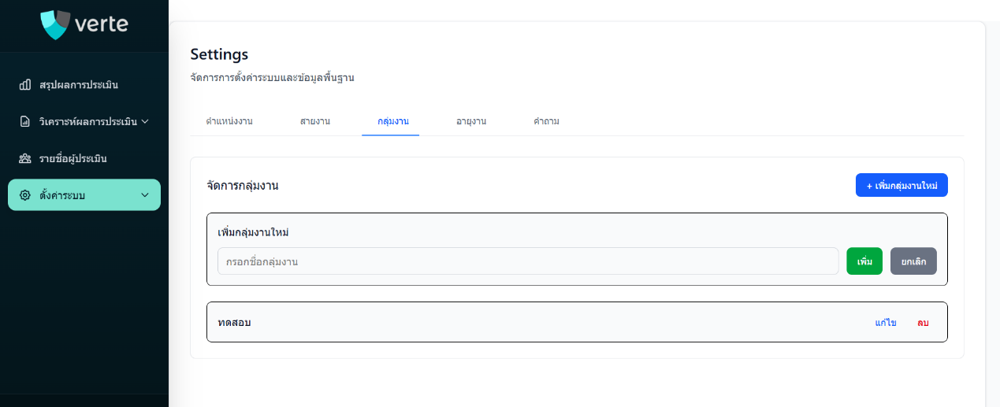 verte
สรุปผลการประเมิน
วิเคราะห์ผลการประเมิน
รายชื่อผู้ประเมิน
ตั้งค่าระบบ
Settings
จัดการการตั้งค่าระบบและข้อมูลพื้นฐาน
ตำแหน่งงาน สายงาน กลุ่มงาน อายุงาน คำถาม
จัดการกลุ่มงาน + เพิ่มกลุ่มงานใหม่
เพิ่มกลุ่มงานใหม่
กรอกชื่อกลุ่มงาน เพิ่ม ยกเลิก
ทดสอบ แก้ไข ลบ